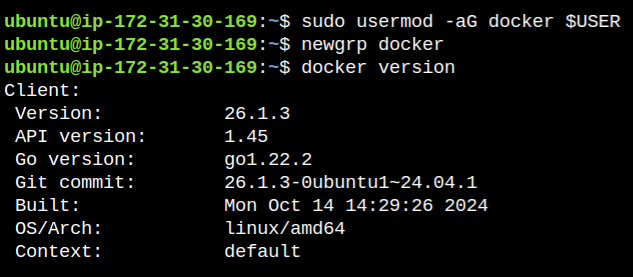 ubuntu@ip-172-31-30-169:~$ sudo usermod -aG docker $USER
ubuntu@ip-172-31-30-169:~$ newgrp docker
ubuntu@ip-172-31-30-169:~$ docker version
Client:
 Version:           26.1.3
 API version:       1.45
 Go version:        go1.22.2
 Git commit:        26.1.3-0ubuntu1~24.04.1
 Built:             Mon Oct 14 14:29:26 2024
 OS/Arch:           linux/amd64
 Context:           default